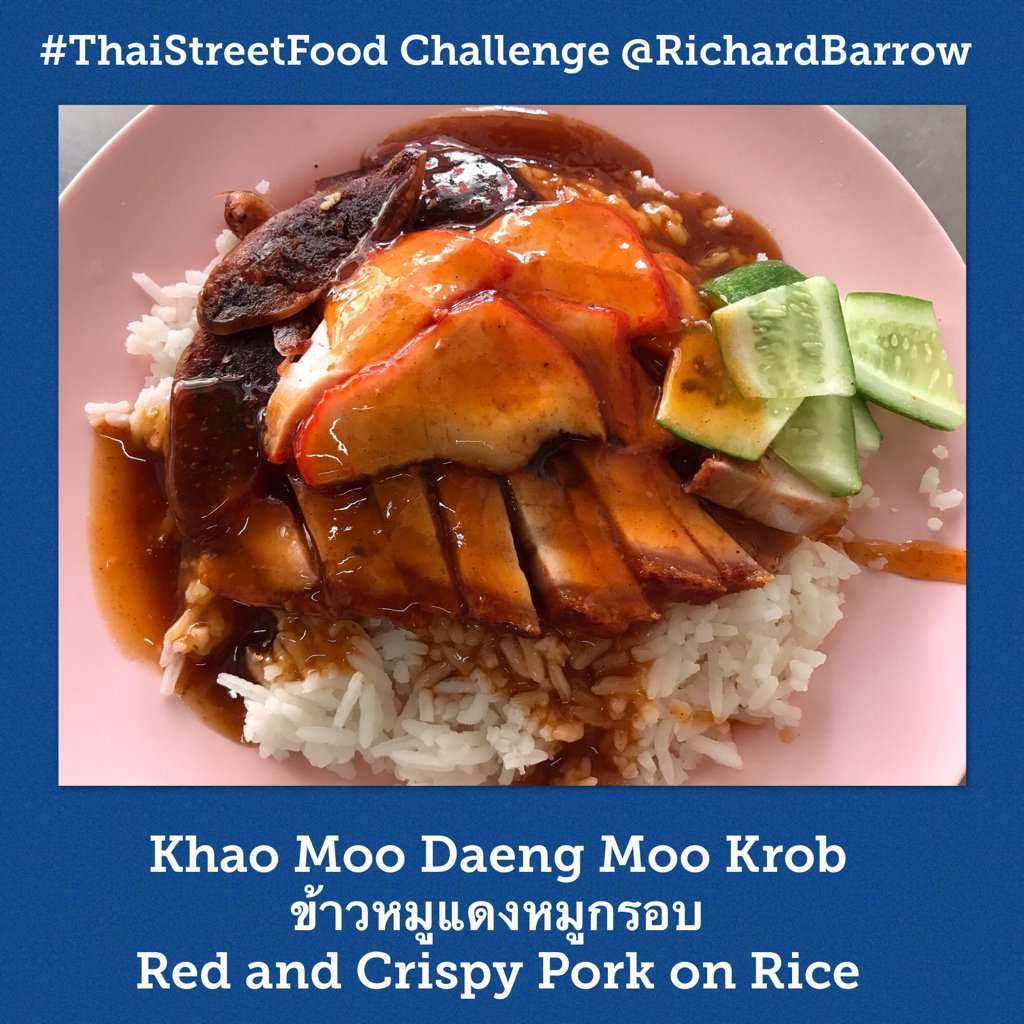 #ThaiStreetFood Challenge @RichardBarrow
Khao Moo Daeng Moo Krob
ข้าวหมูแดงหมูกรอบ
Red and Crispy Pork on Rice